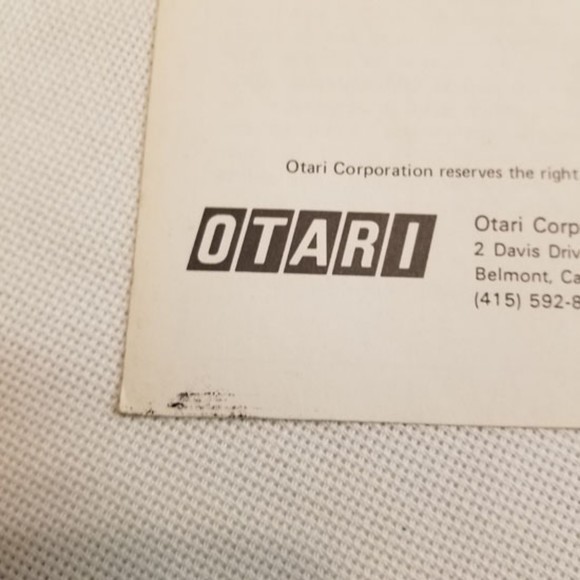 Otari Corporation reserves the right
OTARI
Otari Corp
2 Davis Driv
Belmont, Ca
(415) 592-8